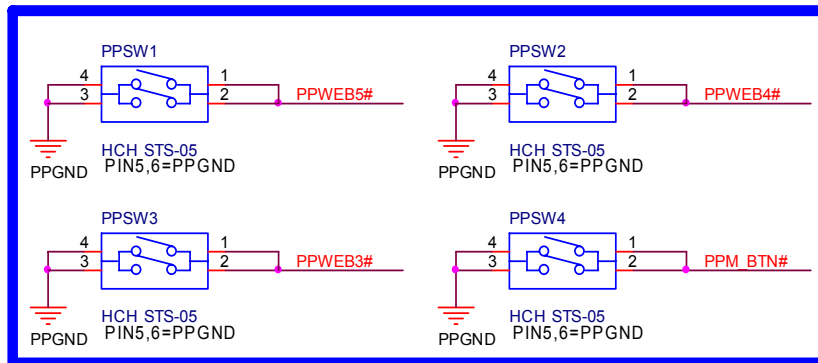 PPSW1
4
3
1
2
PPWEB5#
PPGND
HCH STS-05
PIN5,6=PPGND
PPSW2
4
3
1
2
PPWEB4#
PPGND
HCH STS-05
PIN5,6=PPGND
PPSW3
4
3
1
2
PPWEB3#
PPGND
HCH STS-05
PIN5,6=PPGND
PPSW4
4
3
1
2
PPM_BTN#
PPGND
HCH STS-05
PIN5,6=PPGND